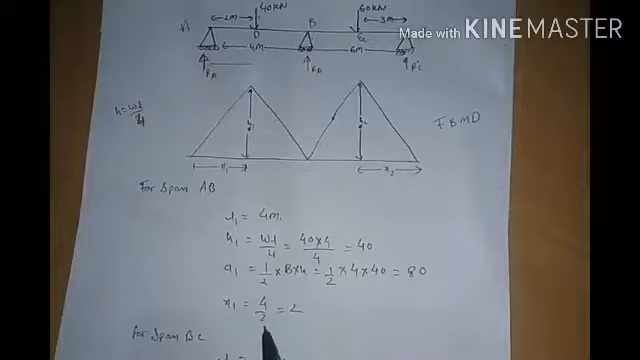 2m 40KN 60KN 3m
A D B E C
4m 6m
RA RB RC
Made with KINEMASTER
h = wl/4
FBMD
x1 x2
For Span AB
l1 = 4m.
h1 = wl/4 = 40×4/4 = 40
a1 = 1/2 × B × h = 1/2 × 4 × 40 = 80
x1 = 4/2 = 2
For Span BC